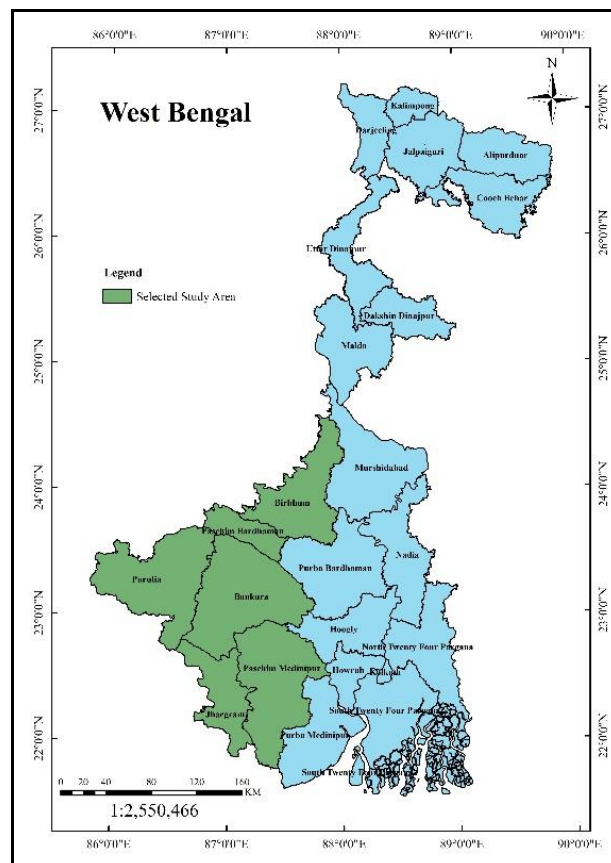 86°0'0"E 87°0'0"E 88°0'0"E 89°0'0"E 90°0'0"E
N
West Bengal
27°0'0"N 27°0'0"N
Kalimpong
Darjeeling
Jalpaiguri Alipurduar
Cooch Behar
26°0'0"N 26°0'0"N
Uttar Dinajpur
Legend
Selected Study Area
Dakshin Dinajpur
Malda
25°0'0"N 25°0'0"N
Murshidabad
24°0'0"N 24°0'0"N
Birbhum
Paschim Bardhaman
Nadia
Purba Bardhaman
Purulia
Bankura
23°0'0"N 23°0'0"N
Hoogly
North Twenty Four Pargana
Paschim Medinipur Howrah Kolkata
Jhargram South Twenty Four Pargana
22°0'0"N 22°0'0"N
Purba Medinipur
South Twenty Four
0 20 40 80 120 160
KM
1:2,550,466
86°0'0"E 87°0'0"E 88°0'0"E 89°0'0"E 90°0'0"E